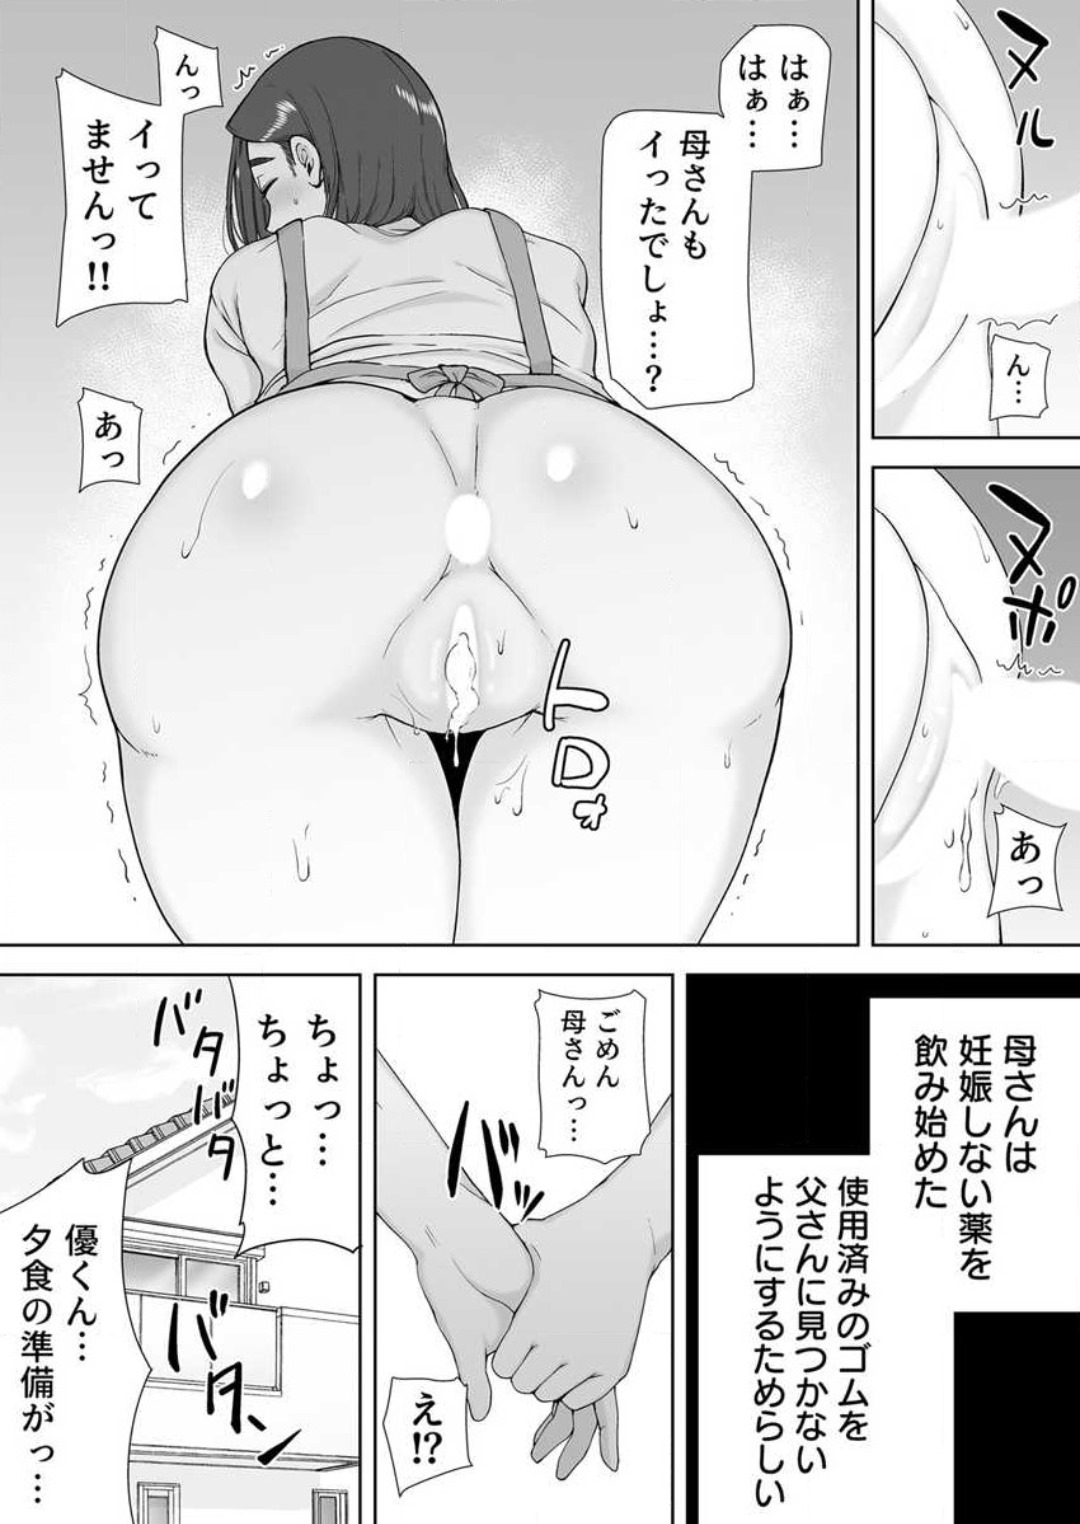 ヌル
ん…
ヌポ
あっ
はぁ…
はぁ…
母さんも
イったでしょ…?
んっ
イって
ませんっ!!
あっ
トロォ
母さんは
妊娠しない薬を
飲み始めた
使用済みのゴムを
父さんに見つかない
ようにするためらしい
ごめん
母さんっ…
え!?
ちょっ…
ちょっと…
バタバタ
優くん…
夕食の準備がっ…
バタ、